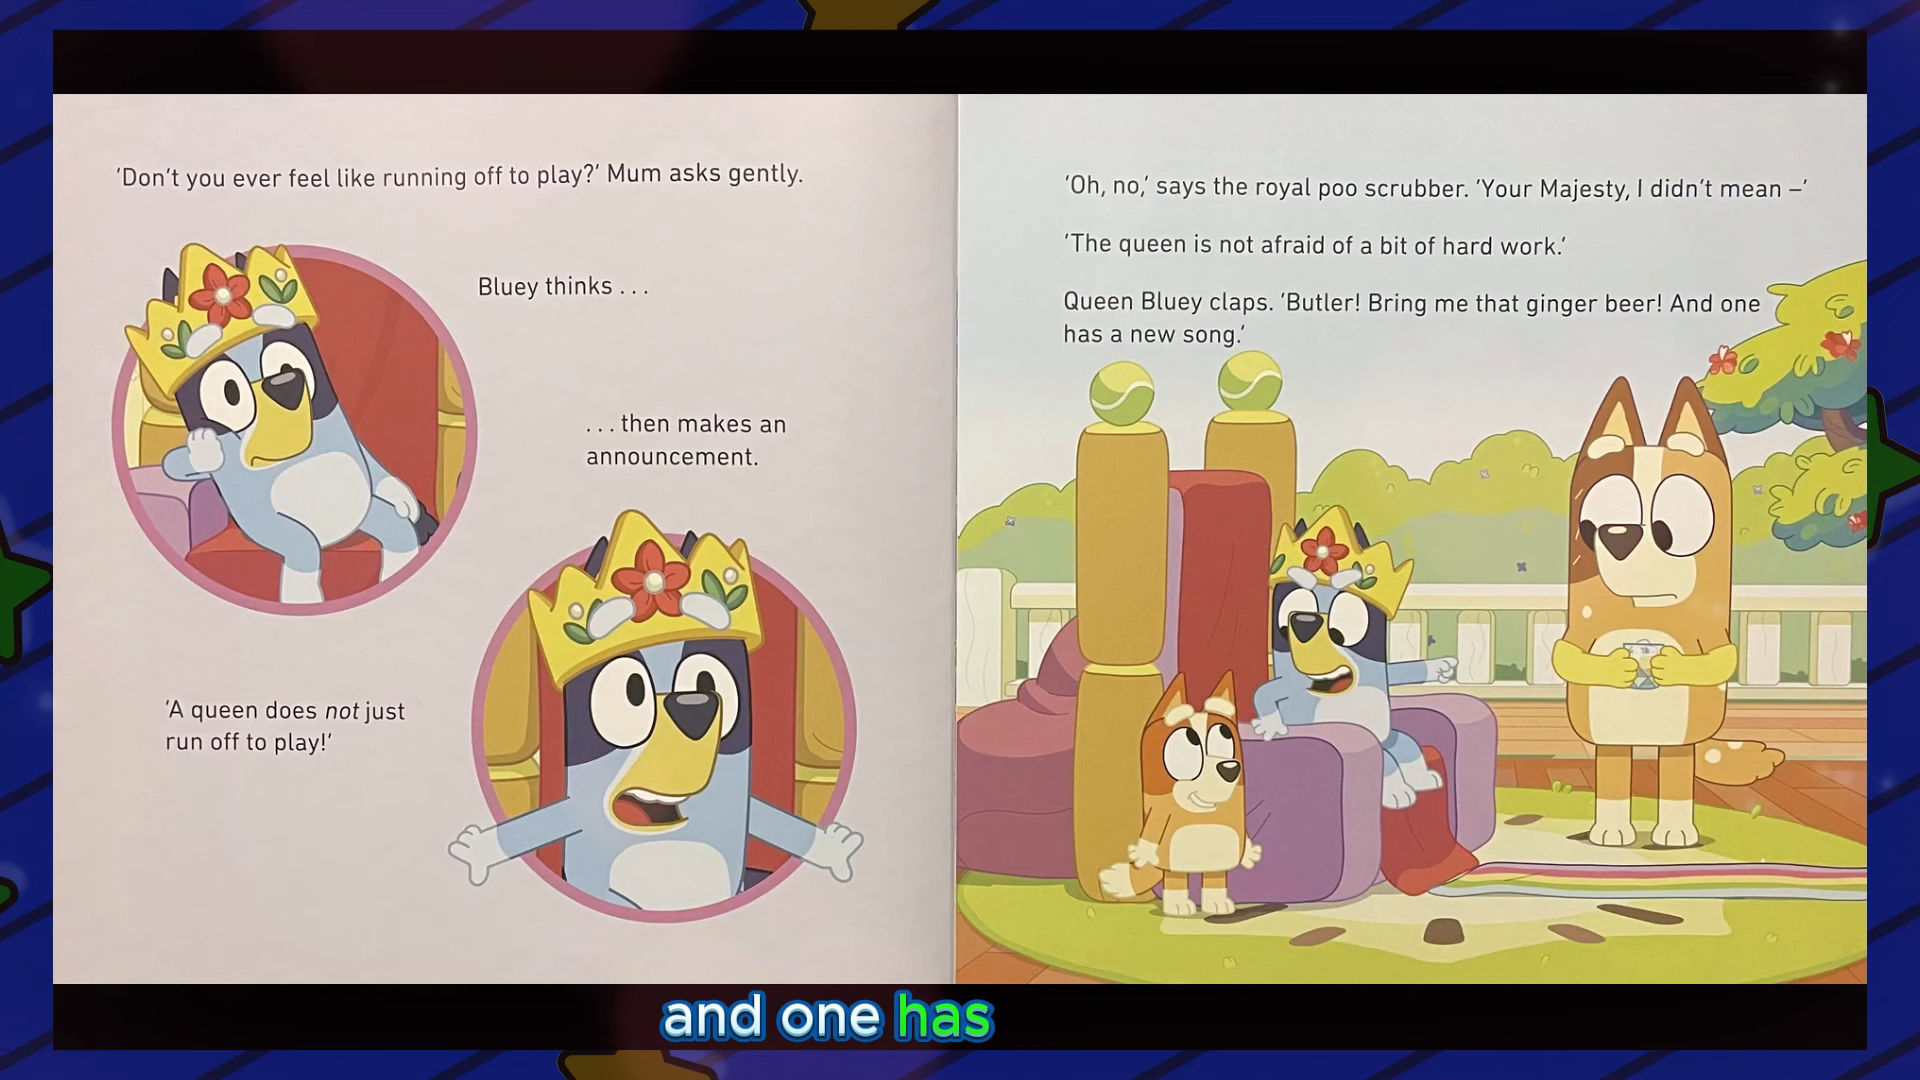 'Don't you ever feel like running off to play?' Mum asks gently.
Bluey thinks . . .
. . . then makes an
announcement.
'A queen does not just
run off to play!'
'Oh, no,' says the royal poo scrubber. 'Your Majesty, I didn't mean –'
'The queen is not afraid of a bit of hard work.'
Queen Bluey claps. 'Butler! Bring me that ginger beer! And one
has a new song.'
and one has